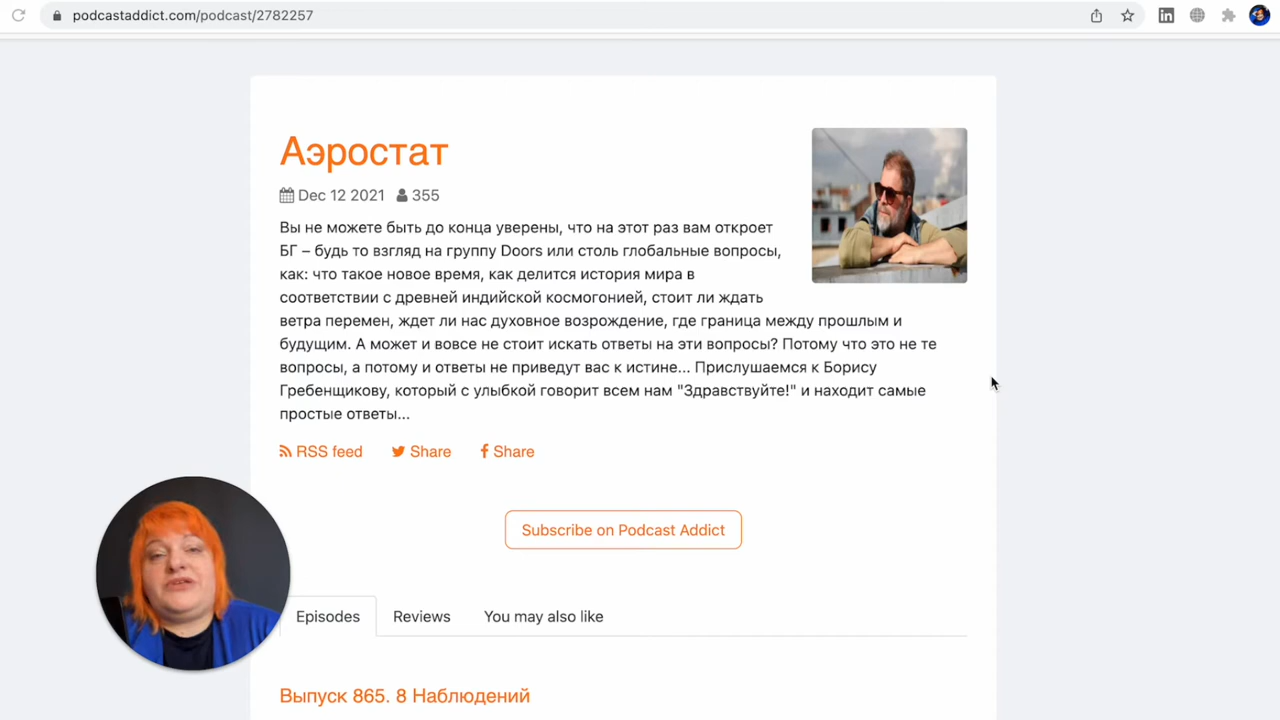 podcastaddict.com/podcast/2782257
Аэростат
Dec 12 2021 355
Вы не можете быть до конца уверены, что на этот раз вам откроет
БГ – будь то взгляд на группу Doors или столь глобальные вопросы,
как: что такое новое время, как делится история мира в
соответствии с древней индийской космогонией, стоит ли ждать
ветра перемен, ждет ли нас духовное возрождение, где граница между прошлым и
будущим. А может и вовсе не стоит искать ответы на эти вопросы? Потому что это не те
вопросы, а потому и ответы не приведут вас к истине... Прислушаемся к Борису
Гребенщикову, который с улыбкой говорит всем нам "Здравствуйте!" и находит самые
простые ответы...
RSS feed Share Share
Subscribe on Podcast Addict
Episodes Reviews You may also like
Выпуск 865. 8 Наблюдений